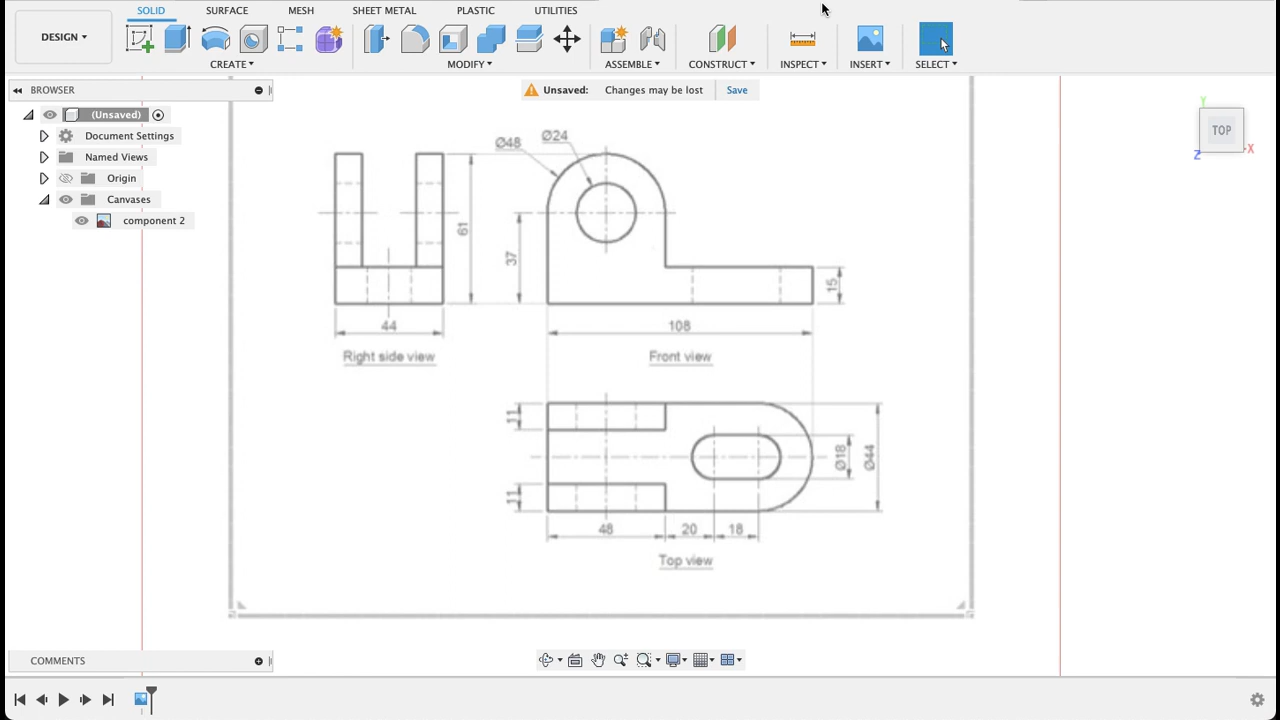 SOLID SURFACE MESH SHEET METAL PLASTIC UTILITIES
DESIGN
CREATE MODIFY ASSEMBLE CONSTRUCT INSPECT INSERT SELECT
BROWSER
Unsaved: Changes may be lost Save
(Unsaved)
Document Settings
Named Views
Origin
Canvases
component 2
Y
TOP
X
Z
Ø48 Ø24
61
37
15
44
108
Right side view
Front view
11
11
Ø18
Ø44
48 20 18
Top view
COMMENTS